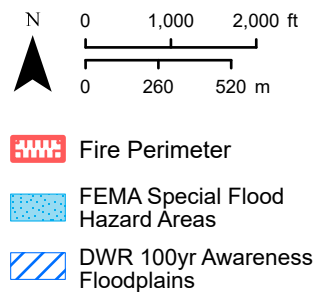 N
0 1,000 2,000 ft
0 260 520 m
Fire Perimeter
FEMA Special Flood
Hazard Areas
DWR 100yr Awareness
Floodplains